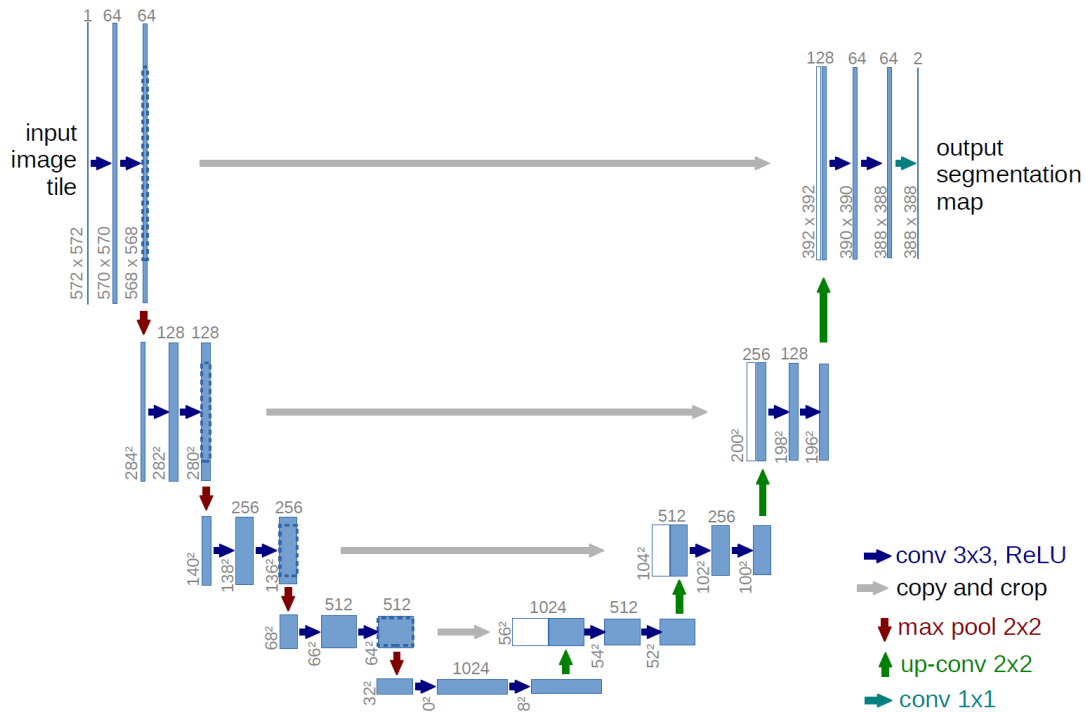 1 64 64
input
image
tile
572 x 572
570 x 570
568 x 568
128 64 64 2
output
segmentation
map
392 x 392
390 x 390
388 x 388
388 x 388
128 128
284²
282²
280²
256 128
200²
198²
196²
256 256
140²
138²
136²
512 256
104²
102²
100²
512 512
68²
66²
64²
1024 512
56²
54²
52²
1024
32²
0²
8²
conv 3x3, ReLU
copy and crop
max pool 2x2
up-conv 2x2
conv 1x1